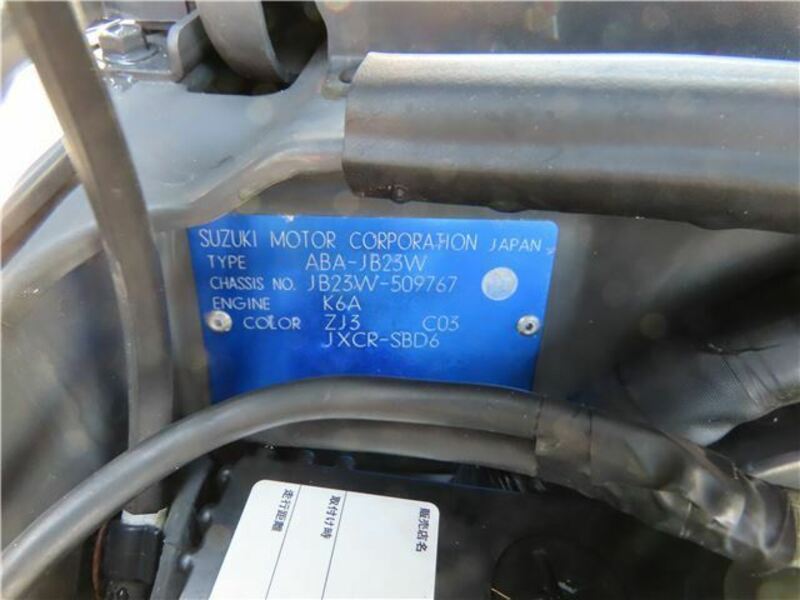 SUZUKI MOTOR CORPORATION JAPAN
TYPE ABA-JB23W
CHASSIS NO. JB23W-509767
ENGINE K6A
COLOR ZJ3 C03
JXCR-SBD6
販売店名
取付け時
走行距離